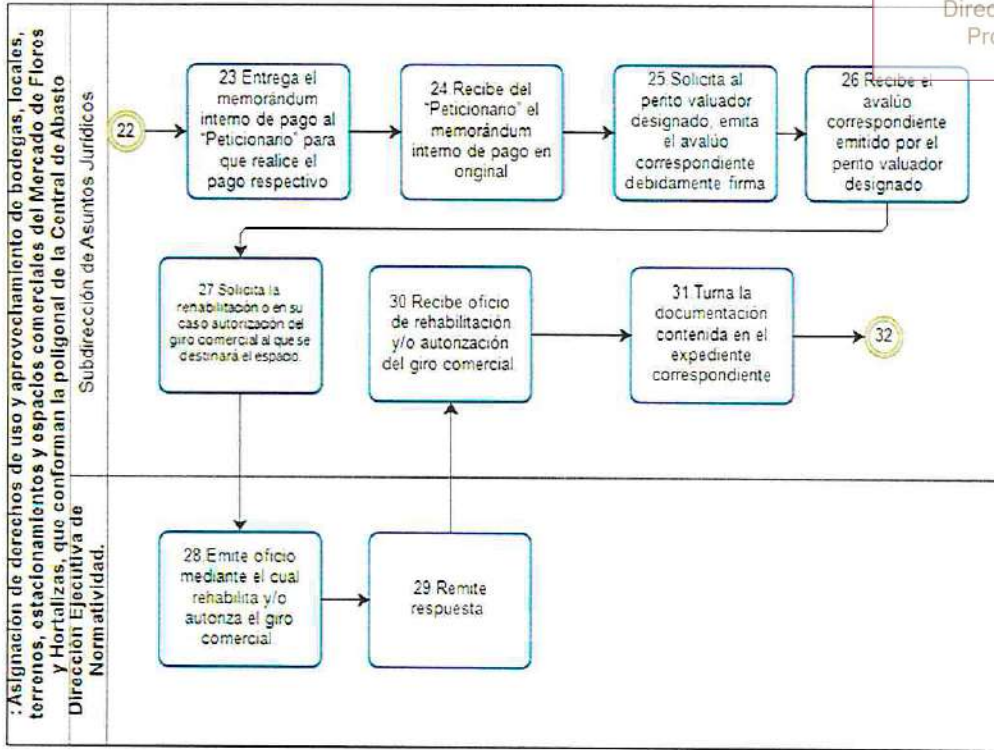 Direc
Pro
: Asignación de derechos de uso y aprovechamiento de bodegas, locales,
terrenos, estacionamientos y espacios comerciales del Mercado de Flores
y Hortalizas, que conforman la poligonal de la Central de Abasto
Subdirección de Asuntos Jurídicos
22
23 Entrega el
memorándum
interno de pago al
"Peticionario" para
que realice el
pago respectivo
24 Recibe del
"Peticionario" el
memorándum
interno de pago en
original
25 Solicita al
perito valuador
designado, emita
el avalúo
correspondiente
debidamente firma
26 Recibe el
avalúo
correspondiente
emitido por el
perito valuador
designado
27 Solicita la
rehabilitación o en su
caso autorización del
giro comercial al que se
destinará el espacio.
30 Recibe oficio
de rehabilitación
y/o autorización
del giro comercial
31 Turna la
documentación
contenida en el
expediente
correspondiente
32
Dirección Ejecutiva de
Normatividad.
28 Emite oficio
mediante el cual
rehabilita y/o
autoriza el giro
comercial
29 Remite
respuesta